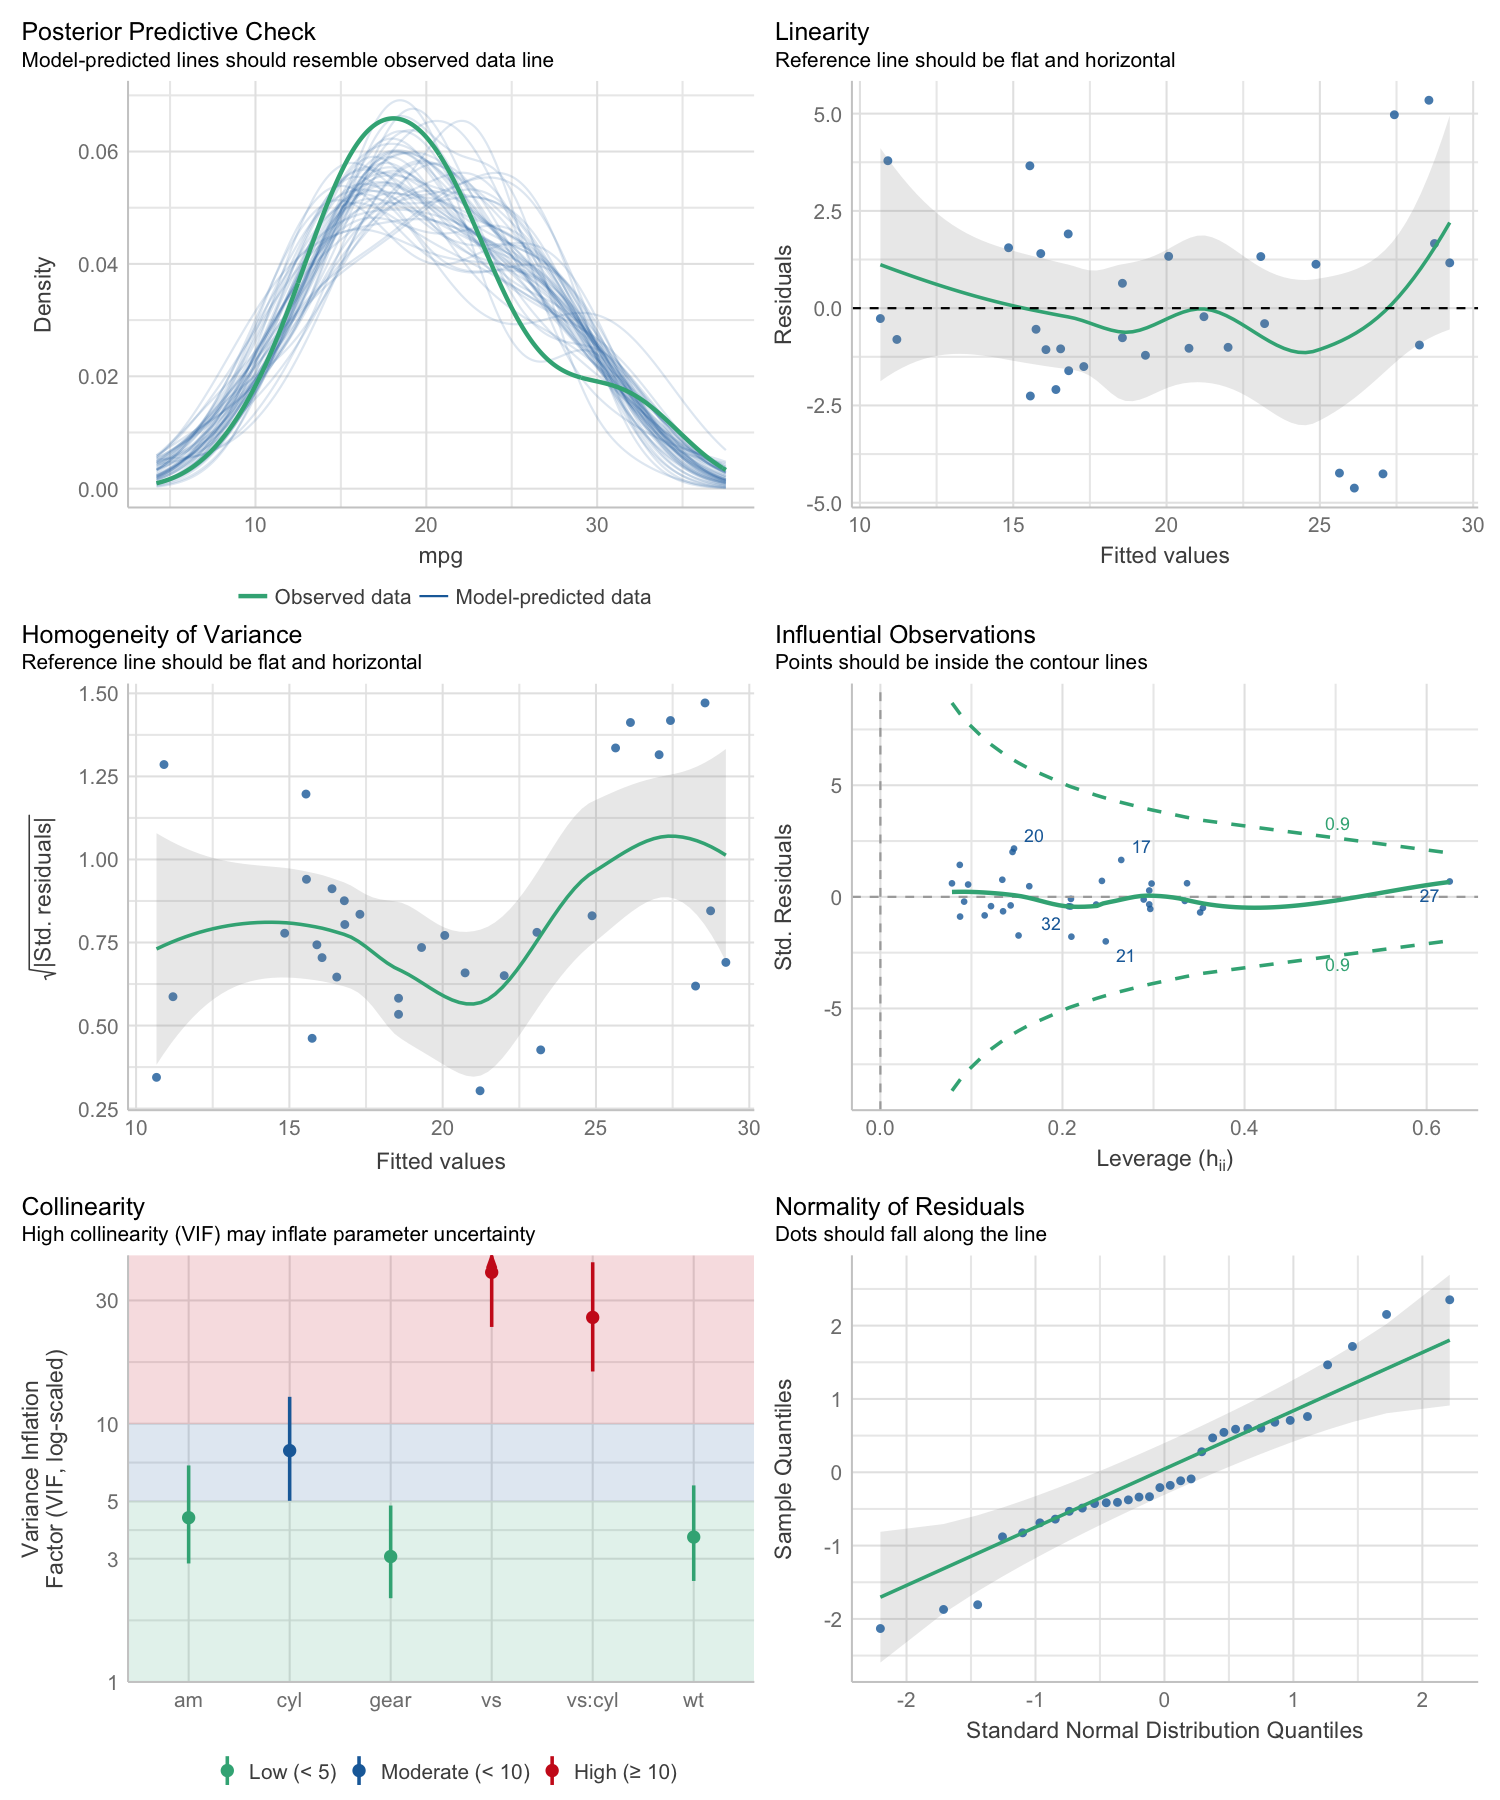 Posterior Predictive Check
Model-predicted lines should resemble observed data line
0.06
0.04
0.02
0.00
Density
10 20 30
mpg
Observed data Model-predicted data
Linearity
Reference line should be flat and horizontal
5.0
2.5
0.0
-2.5
-5.0
Residuals
10 15 20 25 30
Fitted values
Homogeneity of Variance
Reference line should be flat and horizontal
1.50
1.25
1.00
0.75
0.50
0.25
√|Std. residuals|
10 15 20 25 30
Fitted values
Influential Observations
Points should be inside the contour lines
5
0
-5
Std. Residuals
0.9
20
17
27
32
21
0.9
0.0 0.2 0.4 0.6
Leverage (hii)
Collinearity
High collinearity (VIF) may inflate parameter uncertainty
30
10
5
3
1
Variance Inflation
Factor (VIF, log-scaled)
am cyl gear vs vs:cyl wt
Low (< 5) Moderate (< 10) High (≥ 10)
Normality of Residuals
Dots should fall along the line
2
1
0
-1
-2
Sample Quantiles
-2 -1 0 1 2
Standard Normal Distribution Quantiles